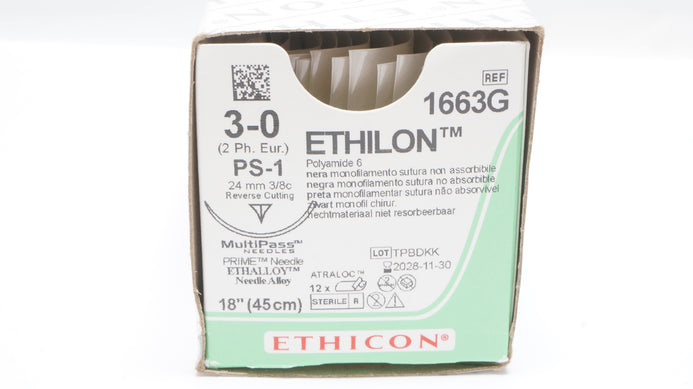 REF
1663G
3-0
(2 Ph. Eur.)
PS-1
24 mm 3/8c
Reverse Cutting
MultiPass™
NEEDLES
PRIME™ Needle
ETHALLOY™
Needle Alloy
18" (45cm)
ETHILON™
Polyamide 6
nera monofilamento sutura non assorbibile
negra monofilamento sutura no absorbible
preta monofilamentar sutura não absorvível
zwart monofil chirur.
hechtmateriaal niet resorbeerbaar
LOT TPBDKK
2028-11-30
ATRALOC™
12 x
STERILE R
ETHICON®